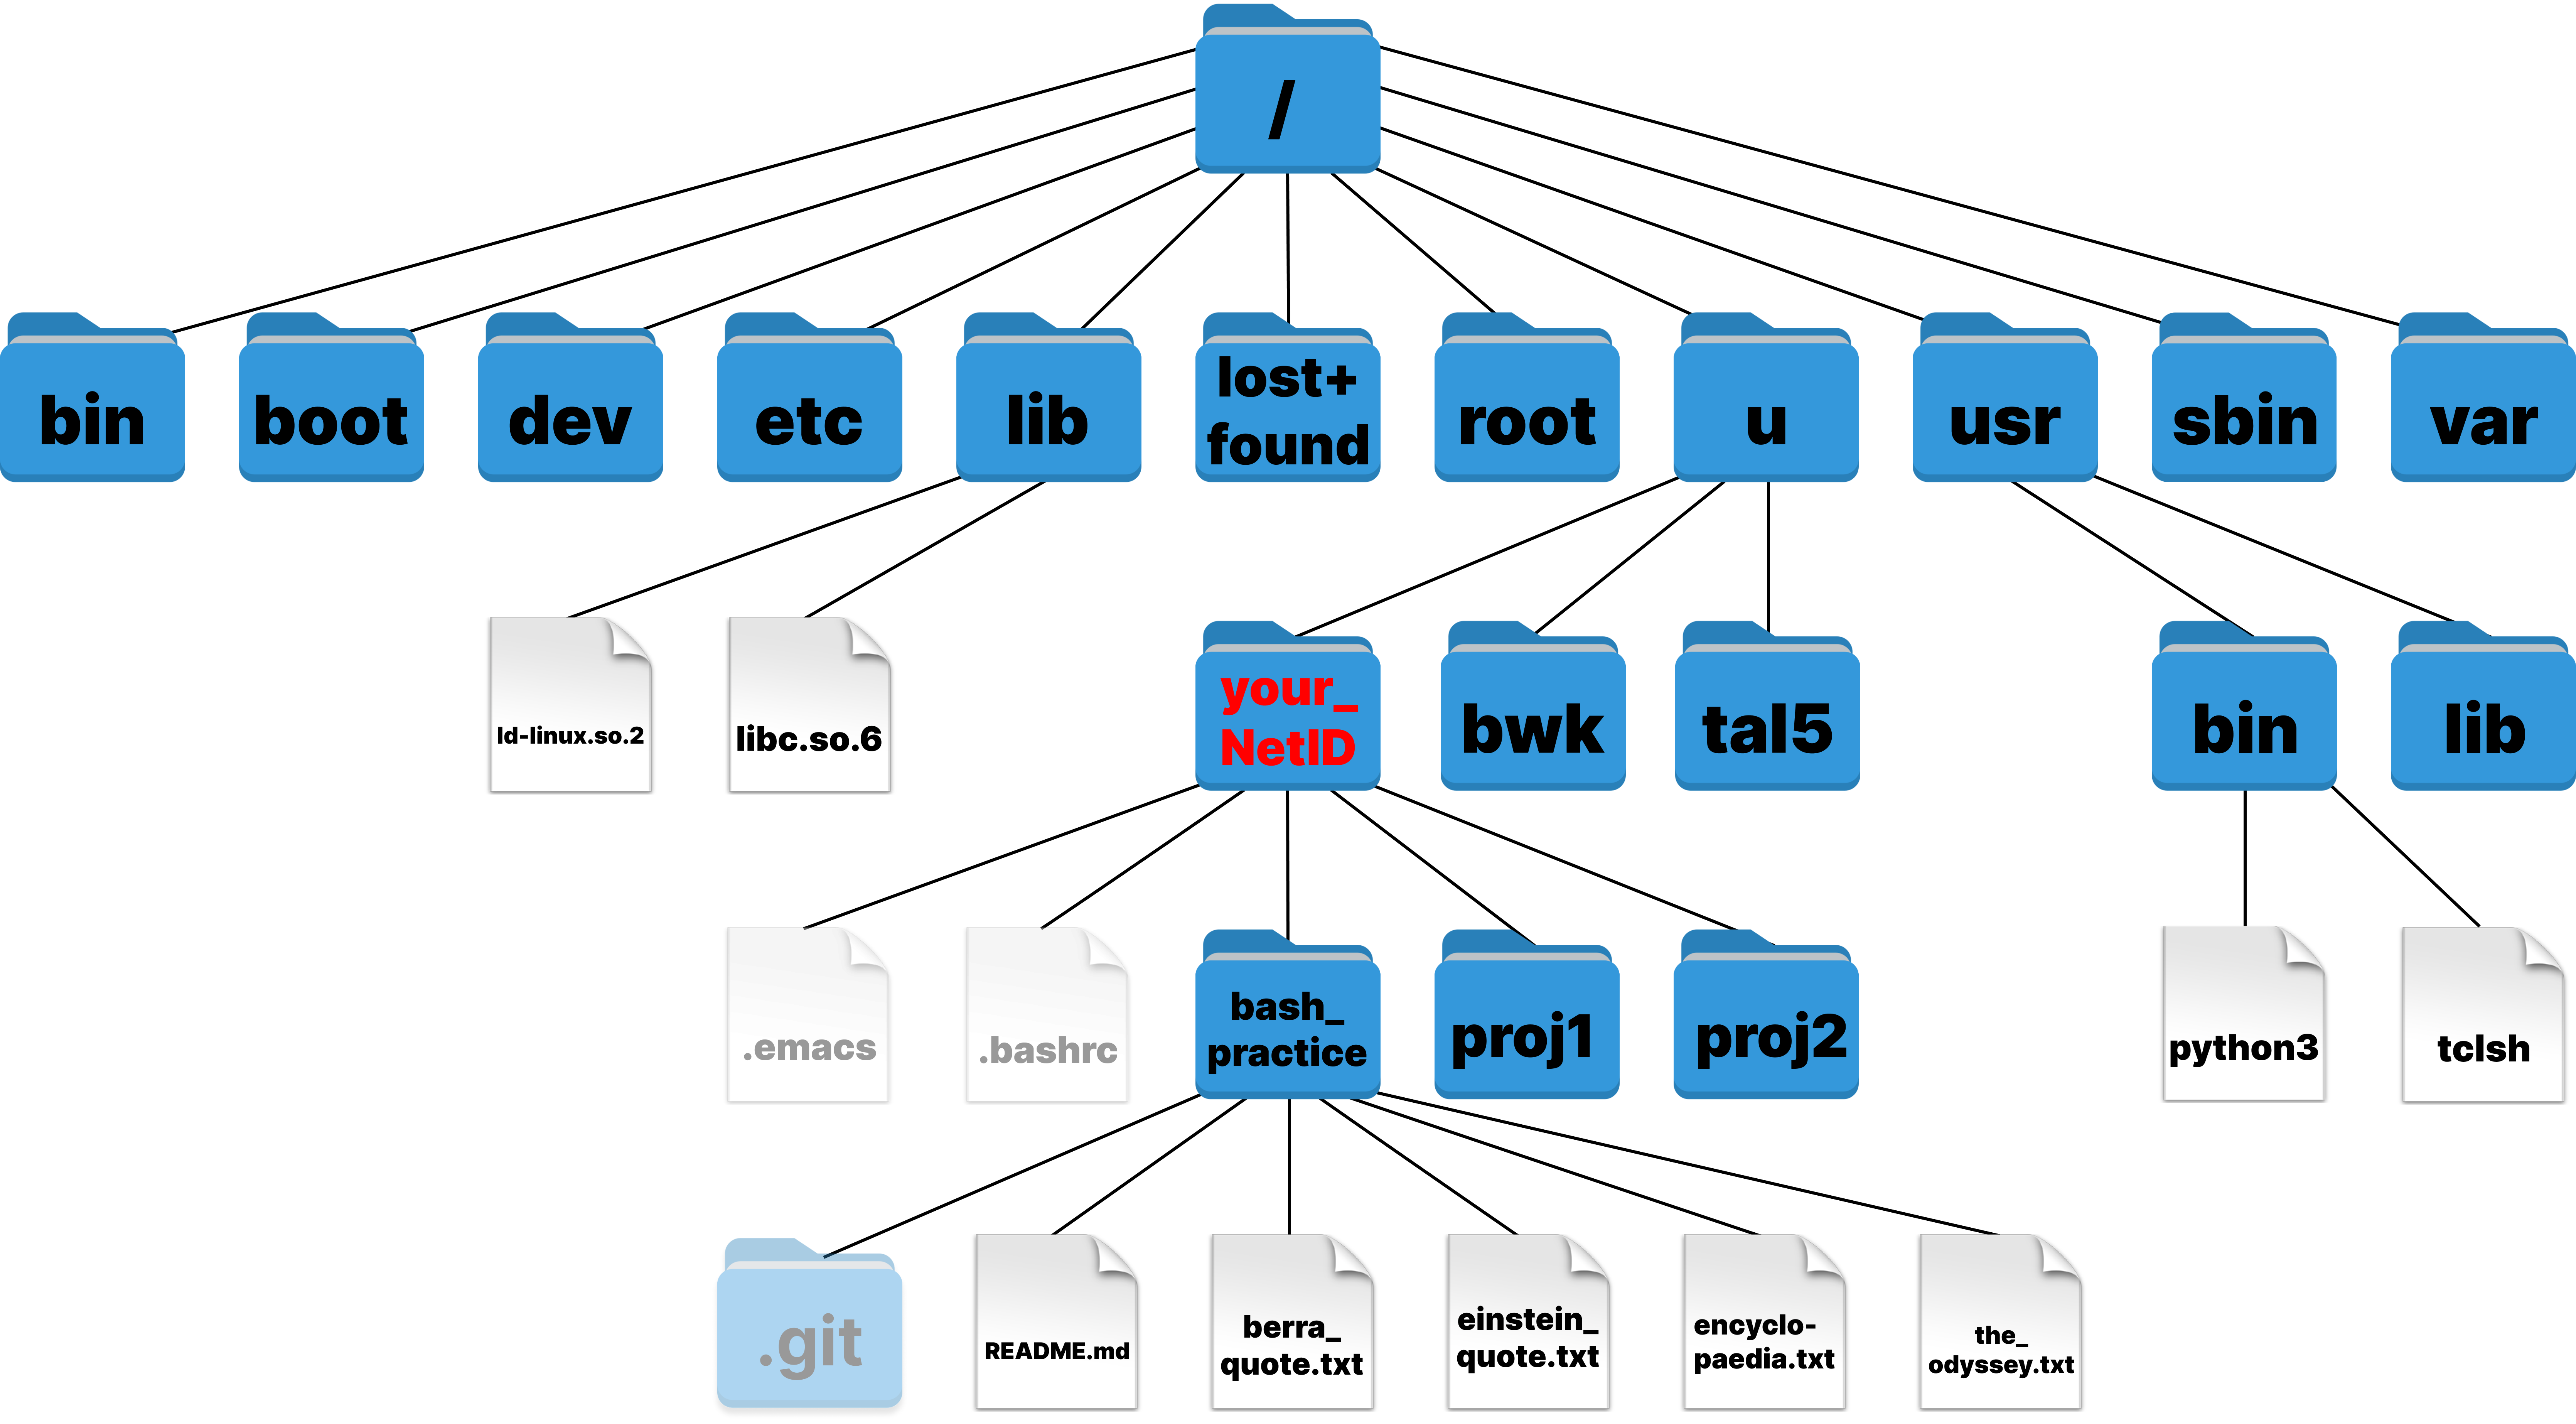 /
bin
boot
dev
etc
lib
lost+
found
root
u
usr
sbin
var
ld-linux.so.2
libc.so.6
your_
NetID
bwk
tal5
bin
lib
.emacs
.bashrc
bash_
practice
proj1
proj2
python3
tclsh
.git
README.md
berra_
quote.txt
einstein_
quote.txt
encyclo-
paedia.txt
the_
odyssey.txt